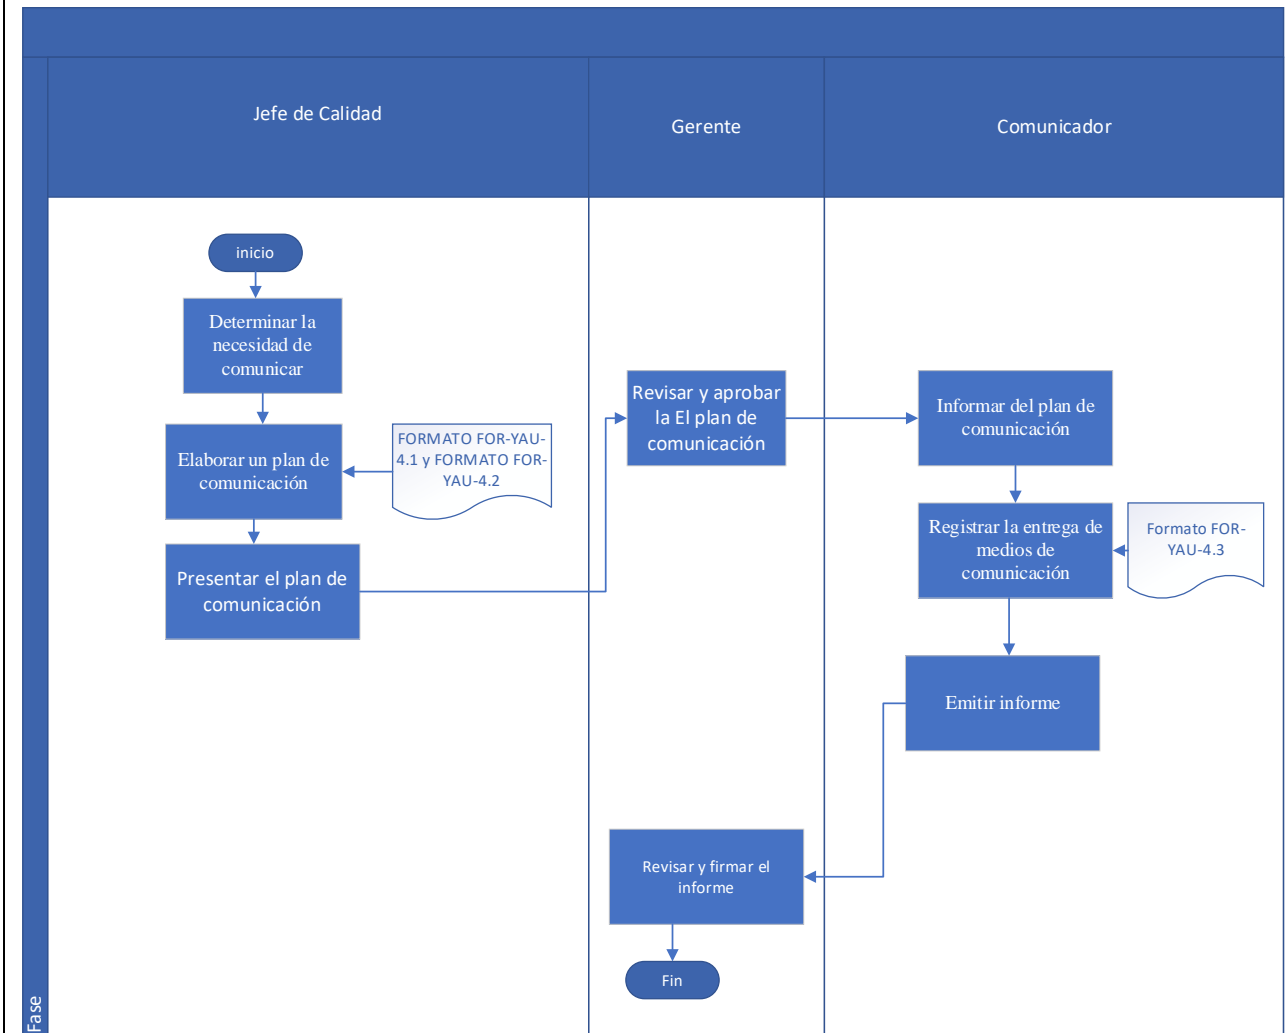 Jefe de Calidad
Gerente
Comunicador
inicio
Determinar la
necesidad de
comunicar
Elaborar un plan de
comunicación
FORMATO FOR-YAU-
4.1 y FORMATO FOR-
YAU-4.2
Presentar el plan de
comunicación
Revisar y aprobar
la El plan de
comunicación
Informar del plan de
comunicación
Registrar la entrega de
medios de
comunicación
Formato FOR-
YAU-4.3
Emitir informe
Revisar y firmar el
informe
Fin
Fase